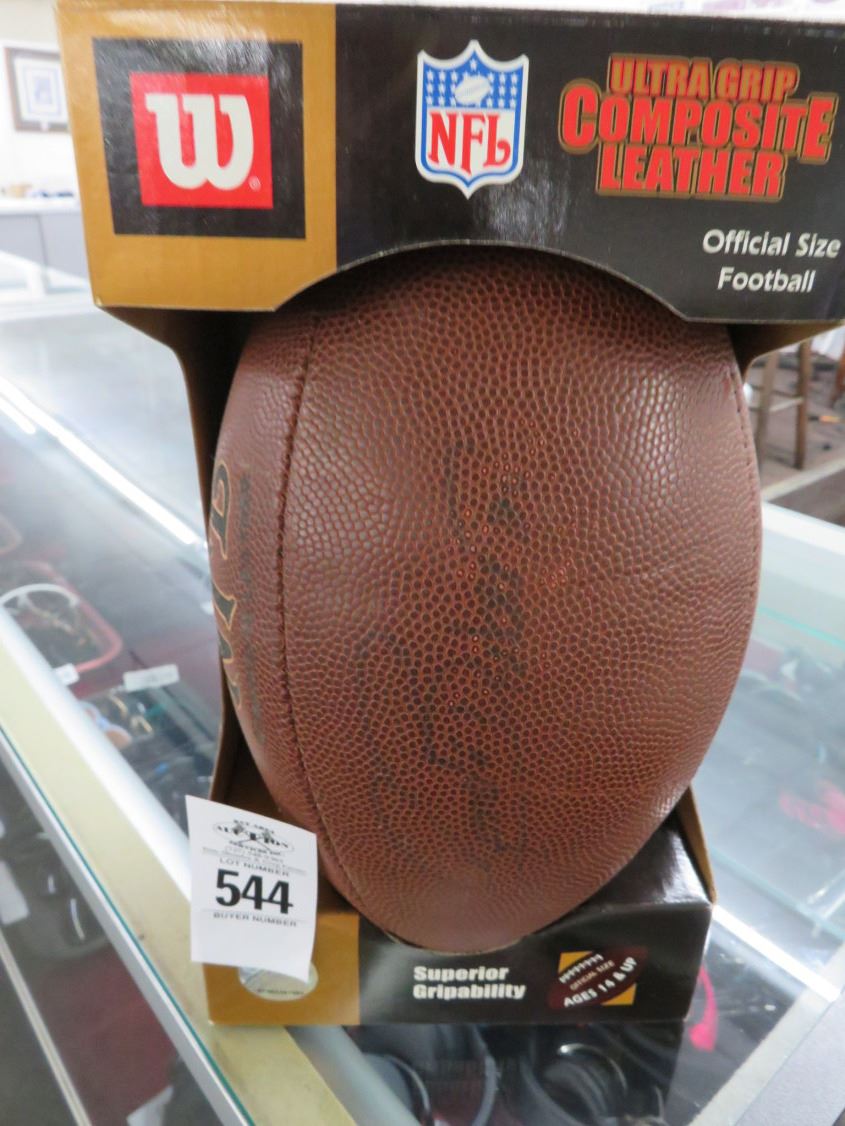 W
NFL
ULTRA GRIP
COMPOSITE
LEATHER
Official Size
Football
AUCTION
LOT NUMBER
544
BUYER NUMBER
Superior
Gripability
OFFICIAL SIZE
AGES 14 & UP